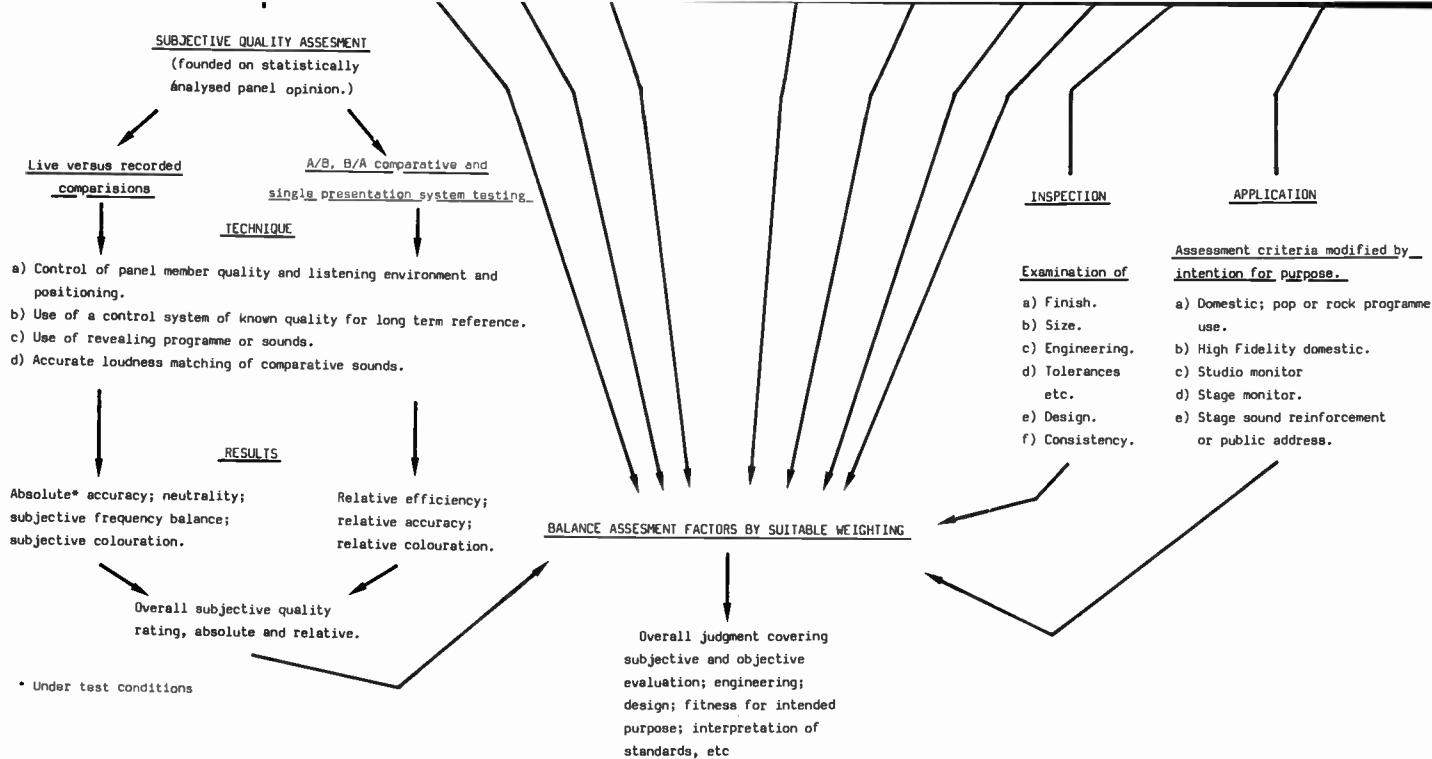 SUBJECTIVE QUALITY ASSESMENT
(founded on statistically
analysed panel opinion.)
Live versus recorded
comparisions
A/B, B/A comparative and
single presentation system testing
TECHNIQUE
a) Control of panel member quality and listening environment and
positioning.
b) Use of a control system of known quality for long term reference.
c) Use of revealing programme or sounds.
d) Accurate loudness matching of comparative sounds.
RESULTS
Absolute* accuracy; neutrality;
subjective frequency balance;
subjective colouration.
Relative efficiency;
relative accuracy;
relative colouration.
Overall subjective quality
rating, absolute and relative.
* Under test conditions
BALANCE ASSESMENT FACTORS BY SUITABLE WEIGHTING
Overall judgment covering
subjective and objective
evaluation; engineering;
design; fitness for intended
purpose; interpretation of
standards, etc
INSPECTION
Examination of
a) Finish.
b) Size.
c) Engineering.
d) Tolerances
etc.
e) Design.
f) Consistency.
APPLICATION
Assessment criteria modified by
intention for purpose.
a) Domestic; pop or rock programme
use.
b) High Fidelity domestic.
c) Studio monitor
d) Stage monitor.
e) Stage sound reinforcement
or public address.